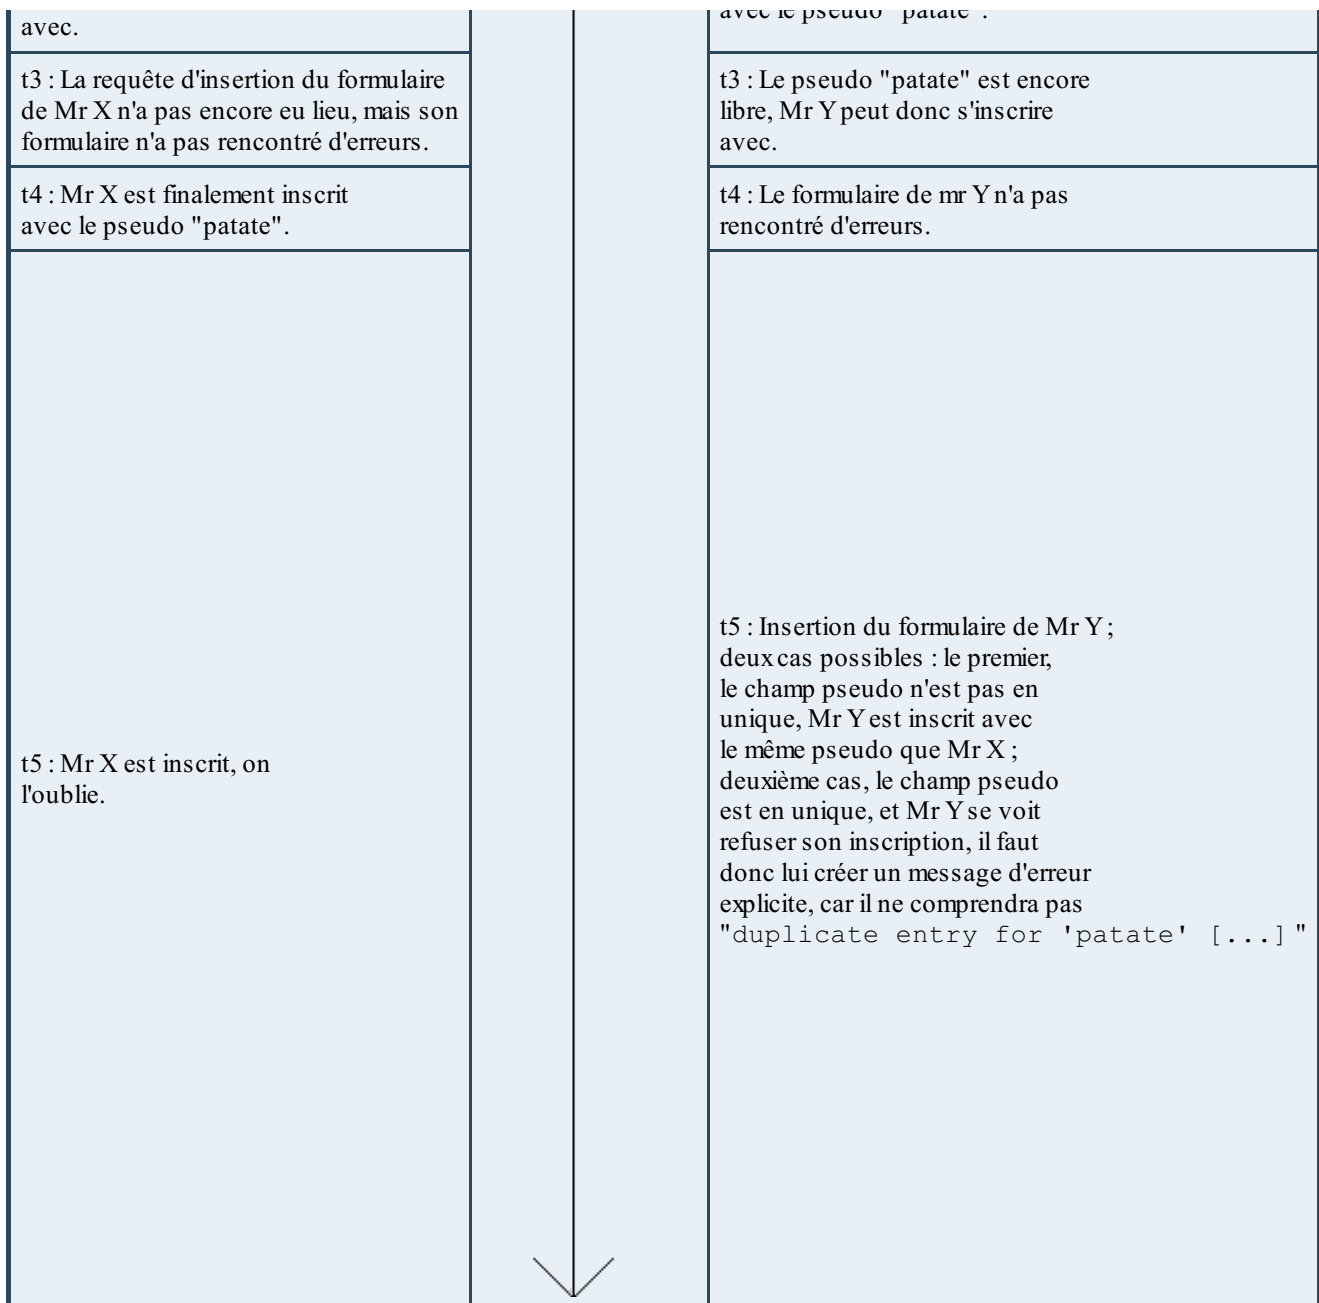 avec.
avec le pseudo "patate".
t3 : La requête d'insertion du formulaire
de Mr X n'a pas encore eu lieu, mais son
formulaire n'a pas rencontré d'erreurs.
t3 : Le pseudo "patate" est encore
libre, Mr Y peut donc s'inscrire
avec.
t4 : Mr X est finalement inscrit
avec le pseudo "patate".
t4 : Le formulaire de mr Y n'a pas
rencontré d'erreurs.
t5 : Mr X est inscrit, on
l'oublie.
t5 : Insertion du formulaire de Mr Y ;
deux cas possibles : le premier,
le champ pseudo n'est pas en
unique, Mr Y est inscrit avec
le même pseudo que Mr X ;
deuxième cas, le champ pseudo
est en unique, et Mr Y se voit
refuser son inscription, il faut
donc lui créer un message d'erreur
explicite, car il ne comprendra pas
"duplicate entry for 'patate' [...] "